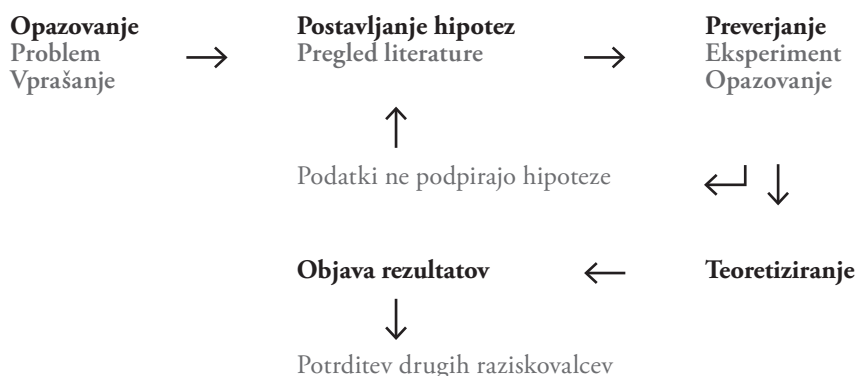 Opazovanje
Problem
Vprašanje
Postavljanje hipotez
Pregled literature
Preverjanje
Eksperiment
Opazovanje
Podatki ne podpirajo hipoteze
Objava rezultatov
Teoretiziranje
Potrditev drugih raziskovalcev